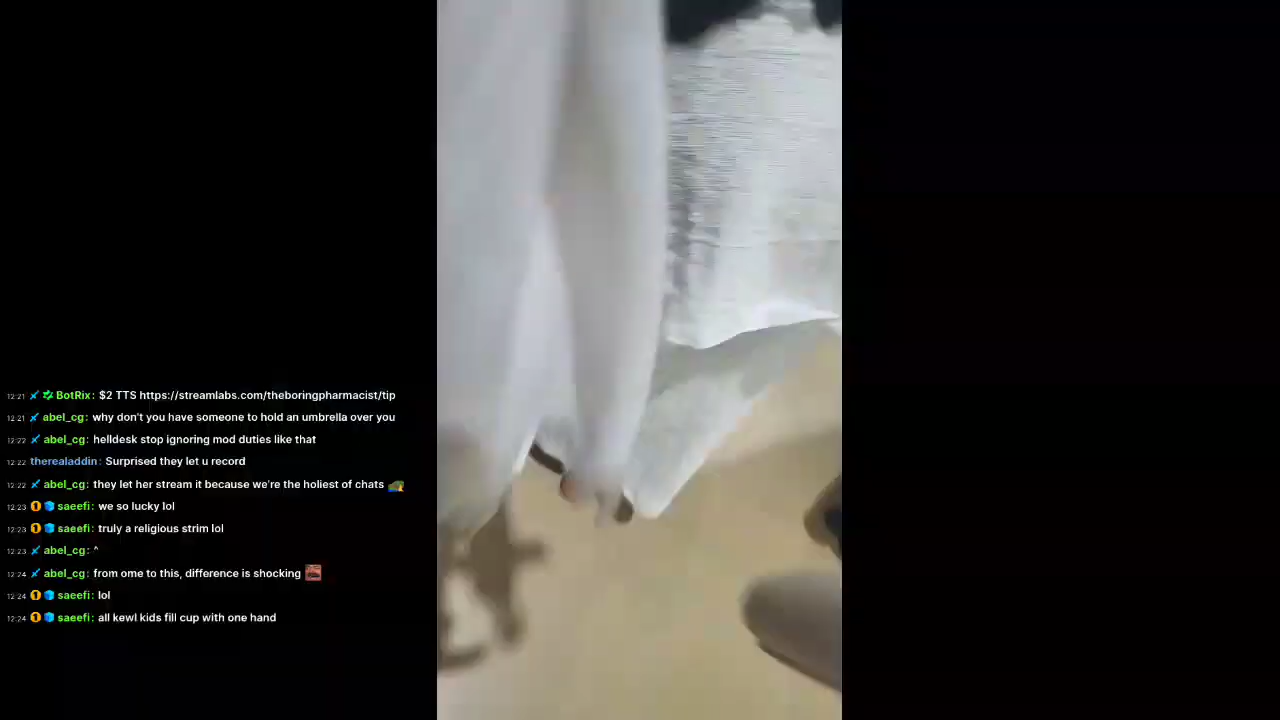 12:21 BotRix: $2 TTS https://streamlabs.com/theboringpharmacist/tip
12:21 abel_cg: why don't you have someone to hold an umbrella over you
12:22 abel_cg: helldesk stop ignoring mod duties like that
12:22 therealaddin: Surprised they let u record
12:22 abel_cg: they let her stream it because we're the holiest of chats
12:23 saeefi: we so lucky lol
12:23 saeefi: truly a religious strim lol
12:23 abel_cg: ^
12:24 abel_cg: from ome to this, difference is shocking
12:24 saeefi: lol
12:24 saeefi: all kewl kids fill cup with one hand